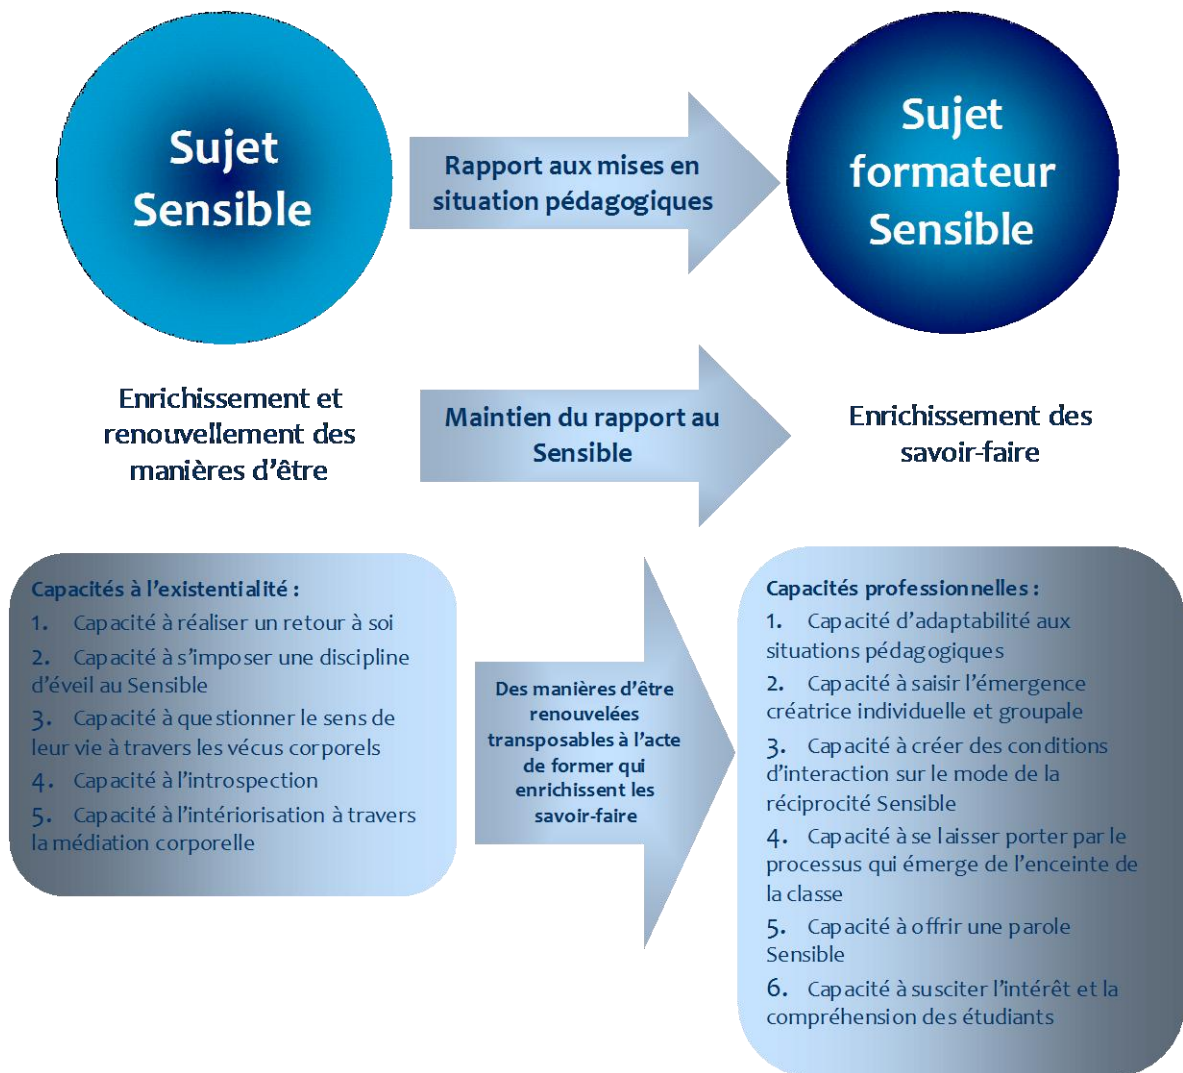 Sujet
Sensible
Rapport aux mises en
situation pédagogiques
Sujet
formateur
Sensible
Enrichissement et
renouvellement des
manières d'être
Maintien du rapport au
Sensible
Enrichissement des
savoir-faire
Capacités à l'existentialité :
1. Capacité à réaliser un retour à soi
2. Capacité à s'imposer une discipline
d'éveil au Sensible
3. Capacité à questionner le sens de
leur vie à travers les vécus corporels
4. Capacité à l'introspection
5. Capacité à l'intériorisation à travers
la médiation corporelle
Des manières d'être
renouvelées
transposables à l'acte
de former qui
enrichissent les
savoir-faire
Capacités professionnelles :
1. Capacité d'adaptabilité aux
situations pédagogiques
2. Capacité à saisir l'émergence
créatrice individuelle et groupale
3. Capacité à créer des conditions
d'interaction sur le mode de la
réciprocité Sensible
4. Capacité à se laisser porter par le
processus qui émerge de l'enceinte de
la classe
5. Capacité à offrir une parole
Sensible
6. Capacité à susciter l'intérêt et la
compréhension des étudiants